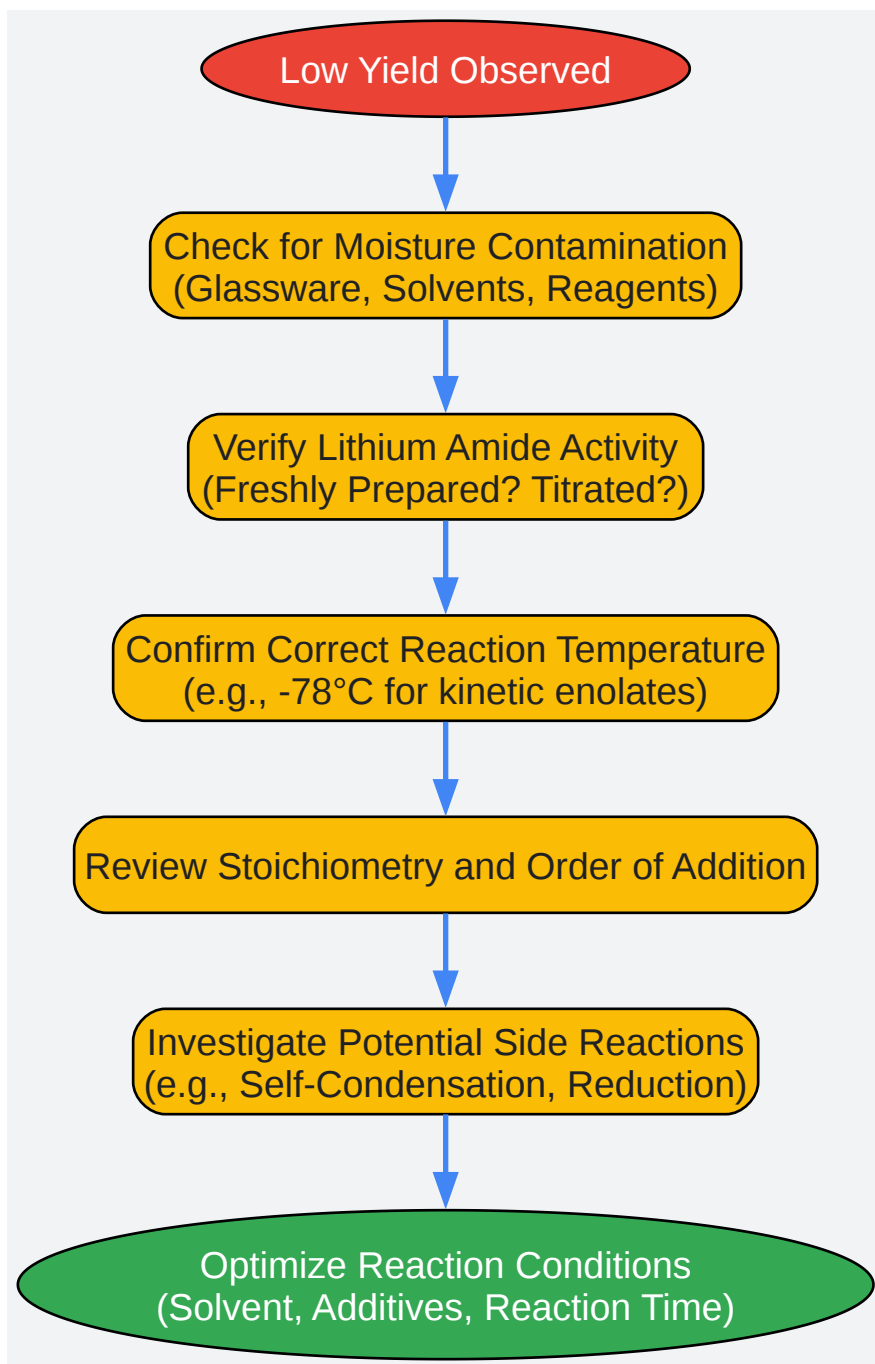 Low Yield Observed
Check for Moisture Contamination
(Glassware, Solvents, Reagents)
Verify Lithium Amide Activity
(Freshly Prepared? Titrated?)
Confirm Correct Reaction Temperature
(e.g., -78°C for kinetic enolates)
Review Stoichiometry and Order of Addition
Investigate Potential Side Reactions
(e.g., Self-Condensation, Reduction)
Optimize Reaction Conditions
(Solvent, Additives, Reaction Time)